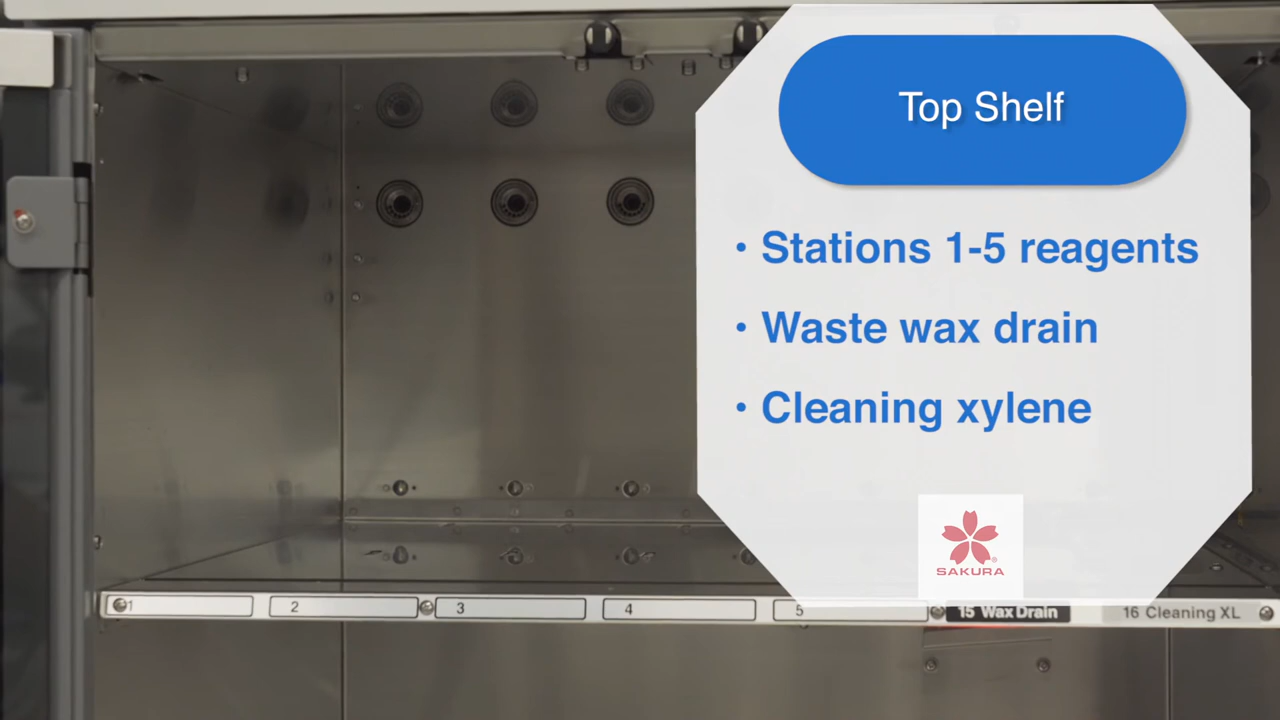 Top Shelf
• Stations 1-5 reagents
• Waste wax drain
• Cleaning xylene
SAKURA
1
2
3
4
5
15 Wax Drain
16 Cleaning XL